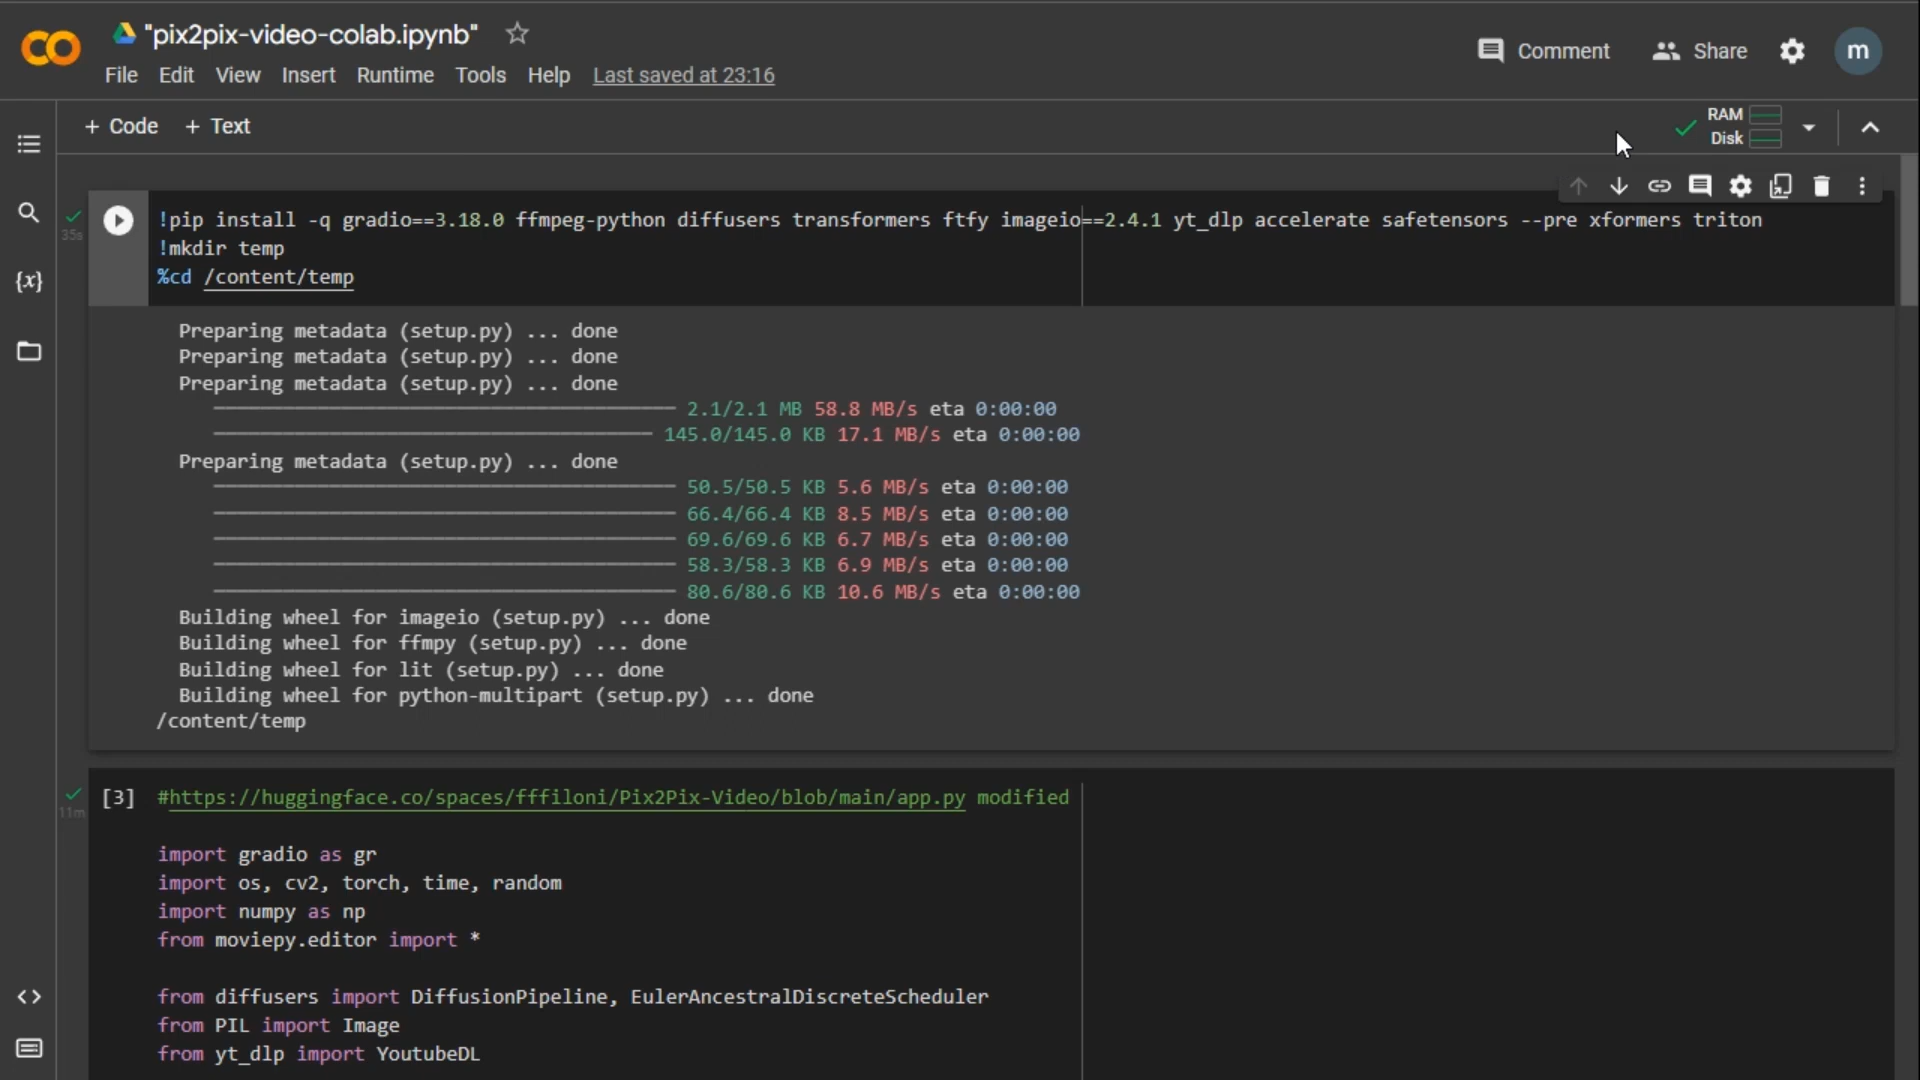 "pix2pix-video-colab.ipynb"
File Edit View Insert Runtime Tools Help Last saved at 23:16
Comment Share m
+ Code + Text
RAM
Disk
35s
!pip install -q gradio==3.18.0 ffmpeg-python diffusers transformers ftfy imageio==2.4.1 yt_dlp accelerate safetensors --pre xformers triton
!mkdir temp
%cd /content/temp
Preparing metadata (setup.py) ... done
Preparing metadata (setup.py) ... done
Preparing metadata (setup.py) ... done
2.1/2.1 MB 58.8 MB/s eta 0:00:00
145.0/145.0 KB 17.1 MB/s eta 0:00:00
Preparing metadata (setup.py) ... done
50.5/50.5 KB 5.6 MB/s eta 0:00:00
66.4/66.4 KB 8.5 MB/s eta 0:00:00
69.6/69.6 KB 6.7 MB/s eta 0:00:00
58.3/58.3 KB 6.9 MB/s eta 0:00:00
80.6/80.6 KB 10.6 MB/s eta 0:00:00
Building wheel for imageio (setup.py) ... done
Building wheel for ffmpy (setup.py) ... done
Building wheel for lit (setup.py) ... done
Building wheel for python-multipart (setup.py) ... done
/content/temp
11m
[3] #https://huggingface.co/spaces/fffiloni/Pix2Pix-Video/blob/main/app.py modified
import gradio as gr
import os, cv2, torch, time, random
import numpy as np
from moviepy.editor import *
from diffusers import DiffusionPipeline, EulerAncestralDiscreteScheduler
from PIL import Image
from yt_dlp import YoutubeDL